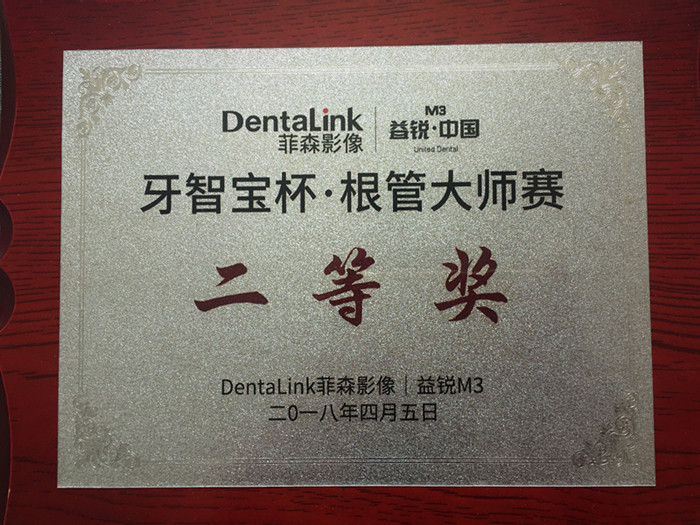 DentaLink
菲森影像
M3
益锐·中国
United Dental
牙智宝杯·根管大师赛
二等奖
DentaLink菲森影像｜益锐M3
二0一八年四月五日